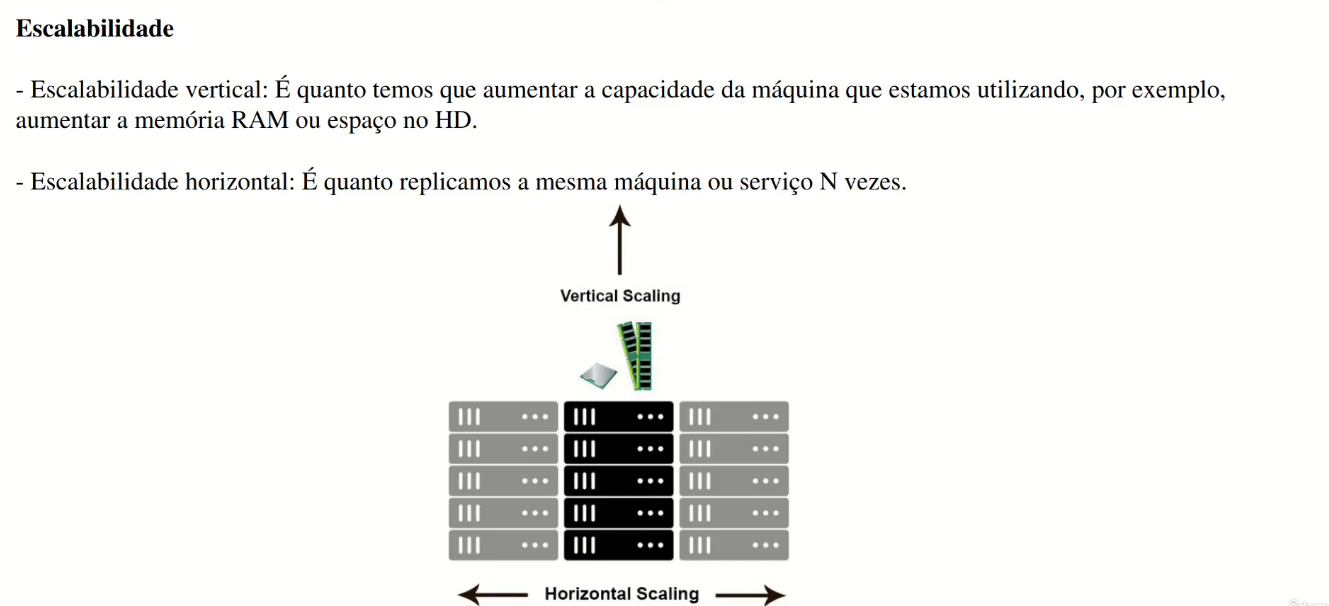 Escalabilidade
- Escalabilidade vertical: É quanto temos que aumentar a capacidade da máquina que estamos utilizando, por exemplo,
aumentar a memória RAM ou espaço no HD.
- Escalabilidade horizontal: É quanto replicamos a mesma máquina ou serviço N vezes.
Vertical Scaling
Horizontal Scaling